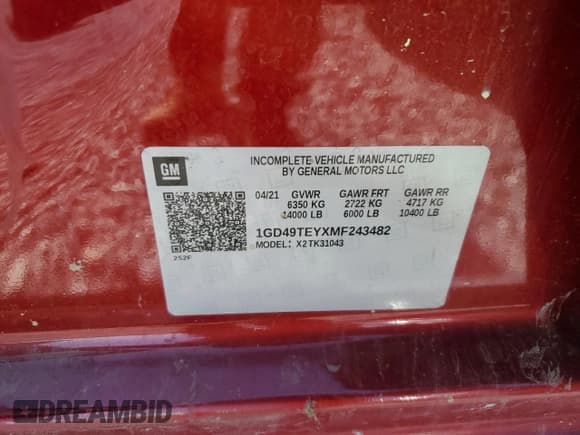 GM
INCOMPLETE VEHICLE MANUFACTURED
BY GENERAL MOTORS LLC
04/21 GVWR GAWR FRT GAWR RR
6350 KG 2722 KG 4717 KG
14000 LB 6000 LB 10400 LB
1GD49TEYXMF243482
MODEL: X2TK31043
252F
DREAMBID